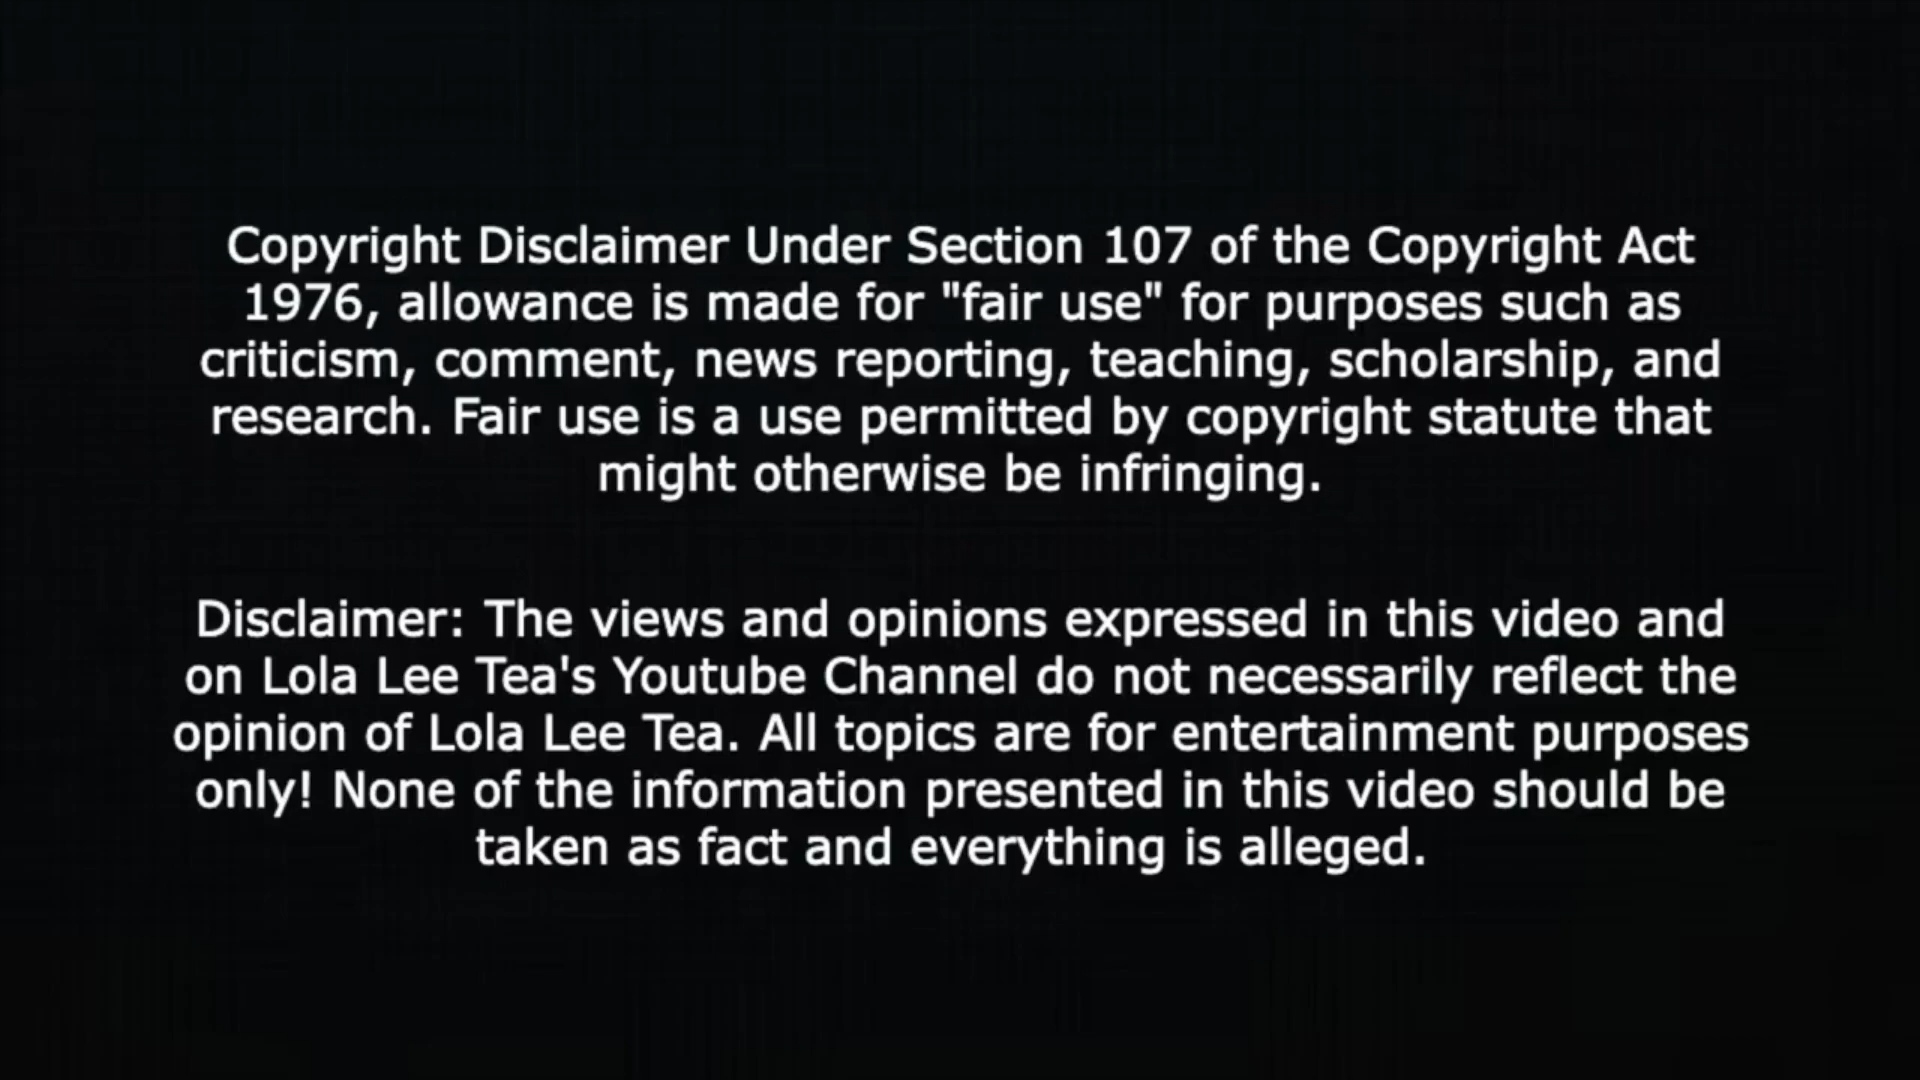 Copyright Disclaimer Under Section 107 of the Copyright Act
1976, allowance is made for "fair use" for purposes such as
criticism, comment, news reporting, teaching, scholarship, and
research. Fair use is a use permitted by copyright statute that
might otherwise be infringing.
Disclaimer: The views and opinions expressed in this video and
on Lola Lee Tea's Youtube Channel do not necessarily reflect the
opinion of Lola Lee Tea. All topics are for entertainment purposes
only! None of the information presented in this video should be
taken as fact and everything is alleged.